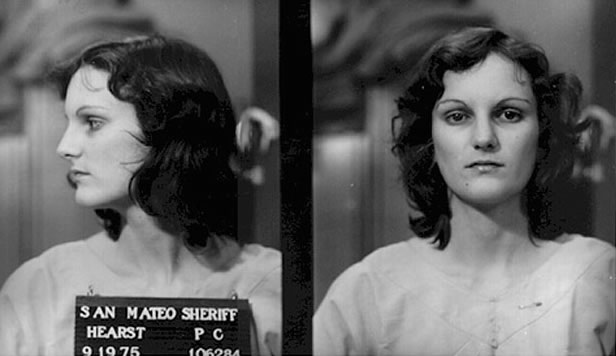 SAN MATEO SHERIFF
HEARST P C
9 19 75 106284